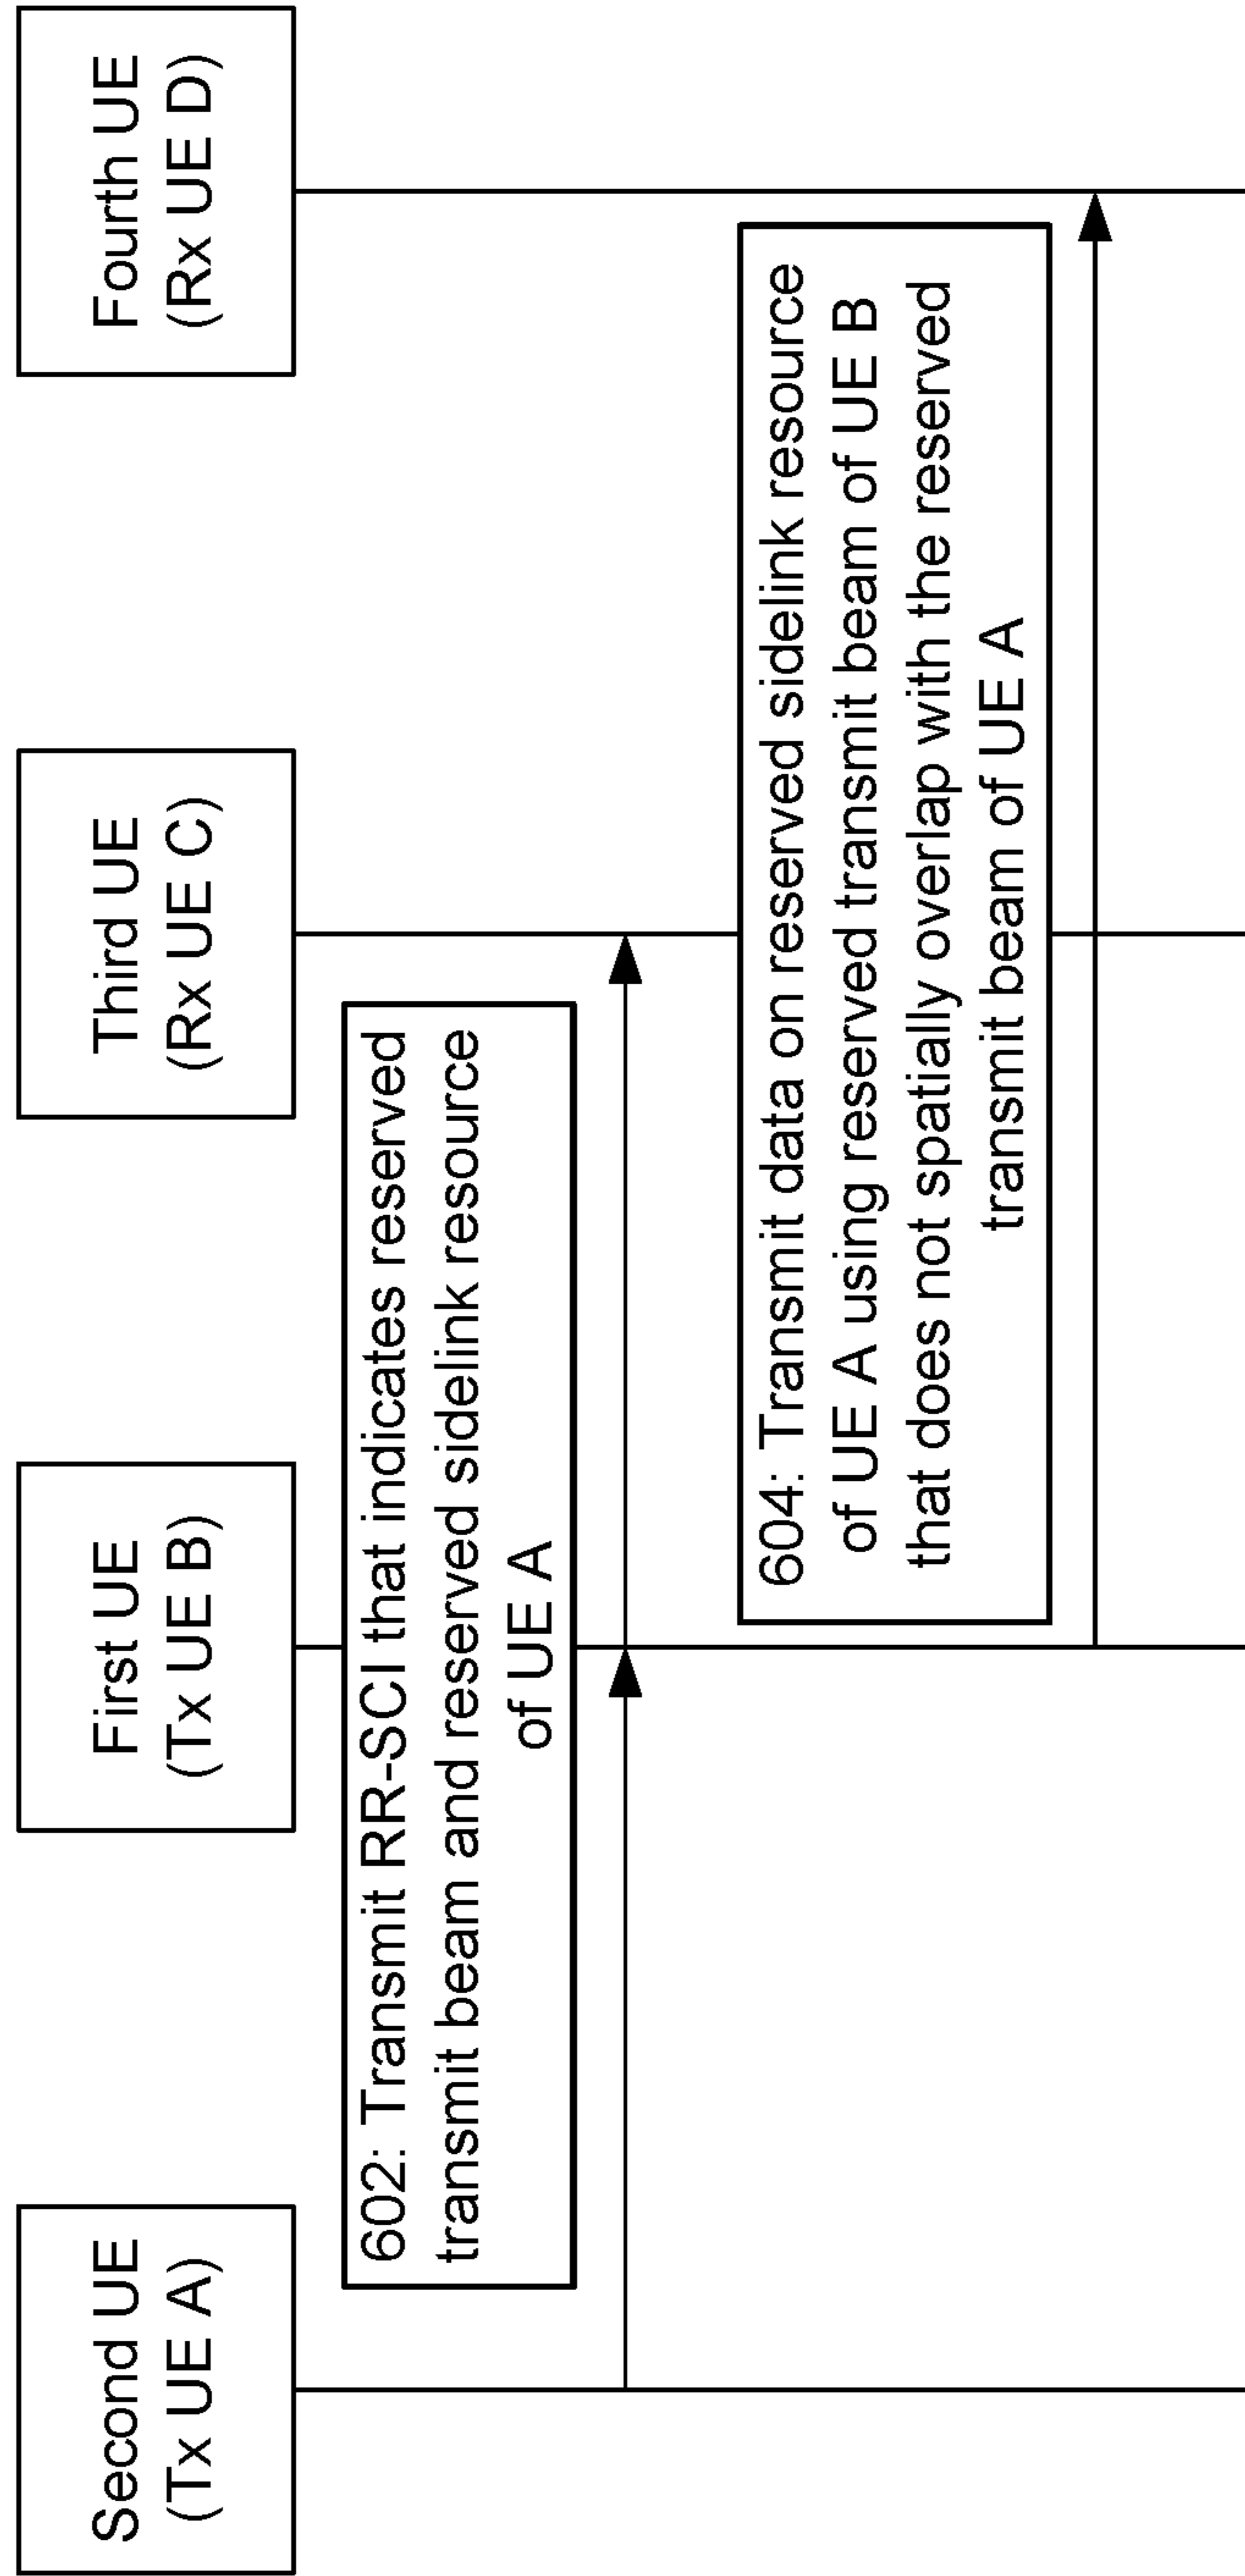 Second UE
(Tx UE A)
First UE
(Tx UE B)
Third UE
(Rx UE C)
Fourth UE
(Rx UE D)
602: Transmit RR-SCI that indicates reserved
transmit beam and reserved sidelink resource
of UE A
604: Transmit data on reserved sidelink resource
of UE A using reserved transmit beam of UE B
that does not spatially overlap with the reserved
transmit beam of UE A